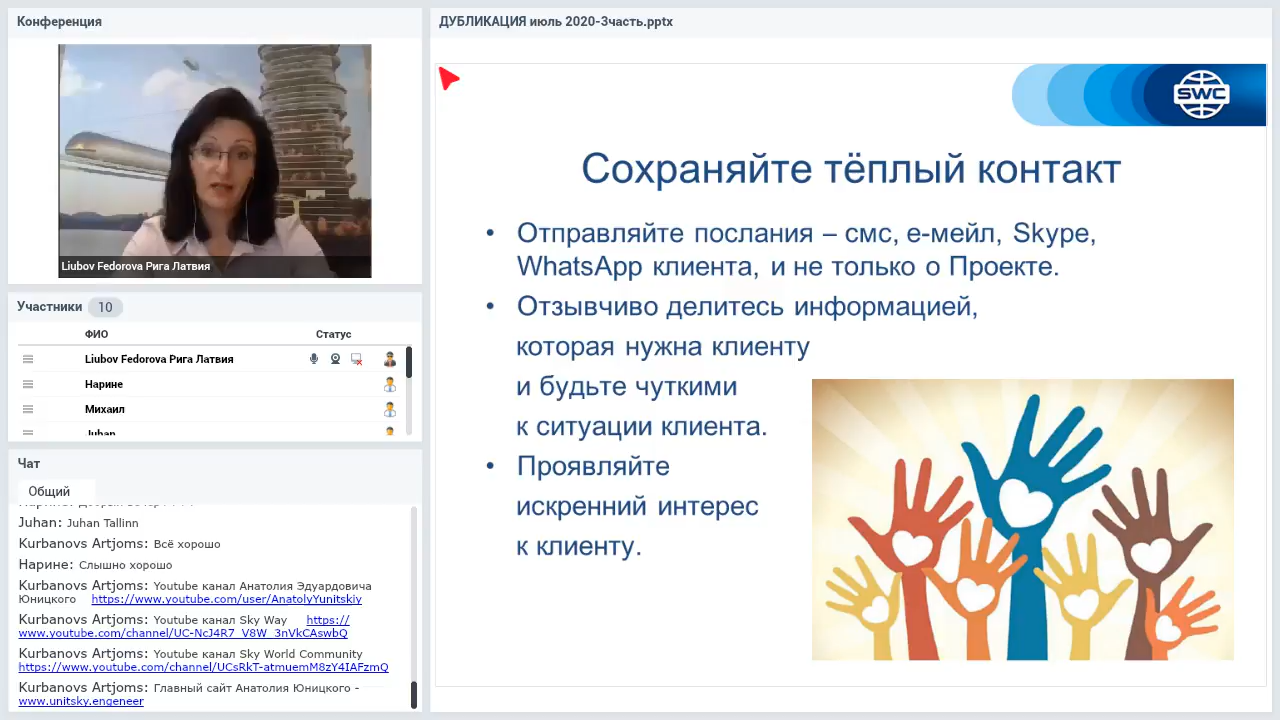 Конференция
Liubov Fedorova Рига Латвия
Участники 10
ФИО Статус
Liubov Fedorova Рига Латвия
Нарине
Михаил
Juhan
Чат
Общий
Juhan: Juhan Tallinn
Kurbanovs Artjoms: Всё хорошо
Нарине: Слышно хорошо
Kurbanovs Artjoms: Youtube канал Анатолия Эдуардовича
Юницкого https://www.youtube.com/user/AnatolyYunitskiy
Kurbanovs Artjoms: Youtube канал Sky Way https://
www.youtube.com/channel/UC-NcJ4R7_V8W_3nVkCAswbQ
Kurbanovs Artjoms: Youtube канал Sky World Community
https://www.youtube.com/channel/UCsRkT-atmuemM8zY4IAFzmQ
Kurbanovs Artjoms: Главный сайт Анатолия Юницкого -
www.unitsky.engeneer
ДУБЛИКАЦИЯ июль 2020-3часть.pptx
SWC
Сохраняйте тёплый контакт
• Отправляйте послания – смс, е-мейл, Skype,
WhatsApp клиента, и не только о Проекте.
• Отзывчиво делитесь информацией,
которая нужна клиенту
и будьте чуткими
к ситуации клиента.
• Проявляйте
искренний интерес
к клиенту.